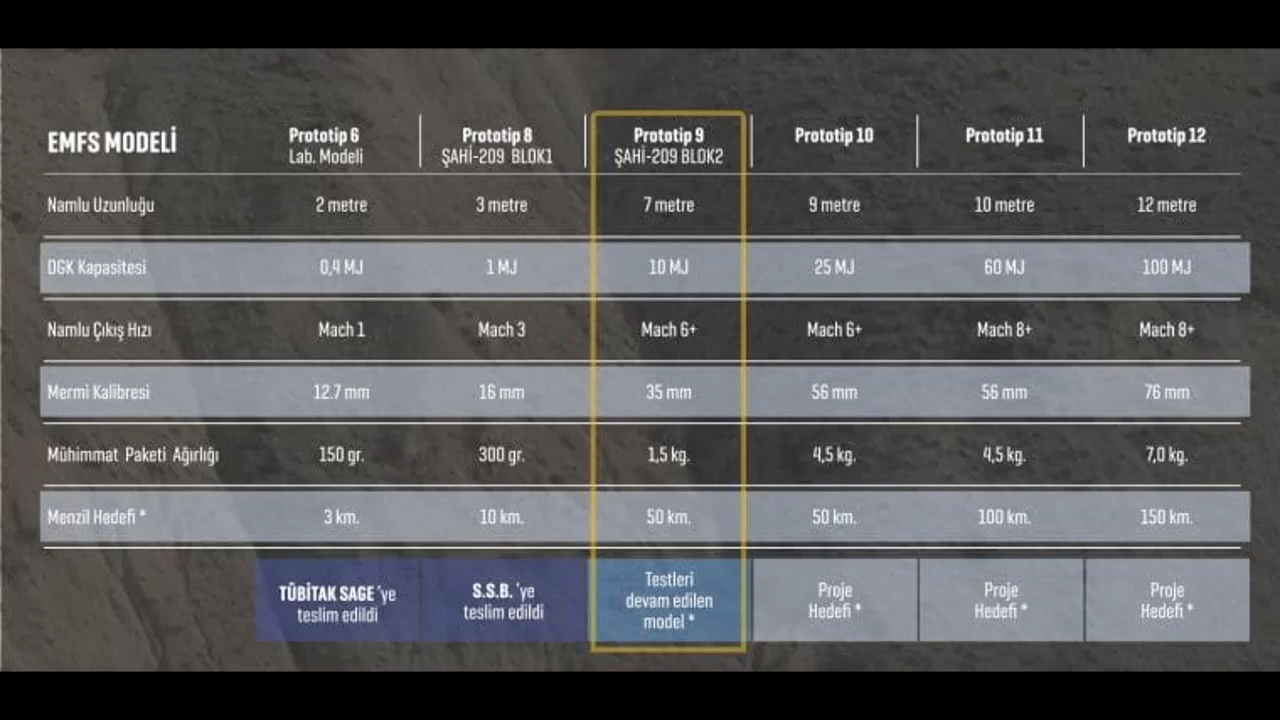 EMFS MODELİ Prototip 6 Prototip 8 Prototip 9 Prototip 10 Prototip 11 Prototip 12
Lab. Modeli ŞAHİ-209 BLOK1 ŞAHİ-209 BLOK2
Namlu Uzunluğu 2 metre 3 metre 7 metre 9 metre 10 metre 12 metre
DGK Kapasitesi 0,4 MJ 1 MJ 10 MJ 25 MJ 60 MJ 100 MJ
Namlu Çıkış Hızı Mach 1 Mach 3 Mach 6+ Mach 6+ Mach 8+ Mach 8+
Mermi Kalibresi 12.7 mm 16 mm 35 mm 56 mm 56 mm 76 mm
Mühimmat Paketi Ağırlığı 150 gr. 300 gr. 1,5 kg. 4,5 kg. 4,5 kg. 7,0 kg.
Menzil Hedefi * 3 km. 10 km. 50 km. 50 km. 100 km. 150 km.
TÜBİTAK SAGE 'ye
teslim edildi
S.S.B. 'ye
teslim edildi
Testleri
devam edilen
model *
Proje
Hedefi *
Proje
Hedefi *
Proje
Hedefi *